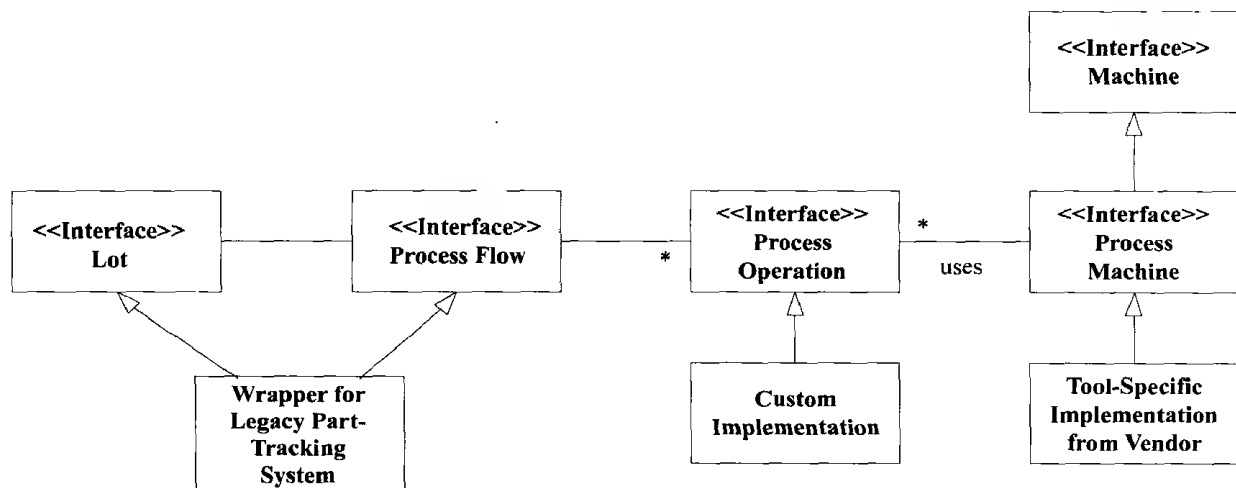 <<Interface>>
Machine
<<Interface>>
Lot
<<Interface>>
Process Flow
*
<<Interface>>
Process
Operation
*
uses
<<Interface>>
Process
Machine
Wrapper for
Legacy Part-
Tracking
System
Custom
Implementation
Tool-Specific
Implementation
from Vendor